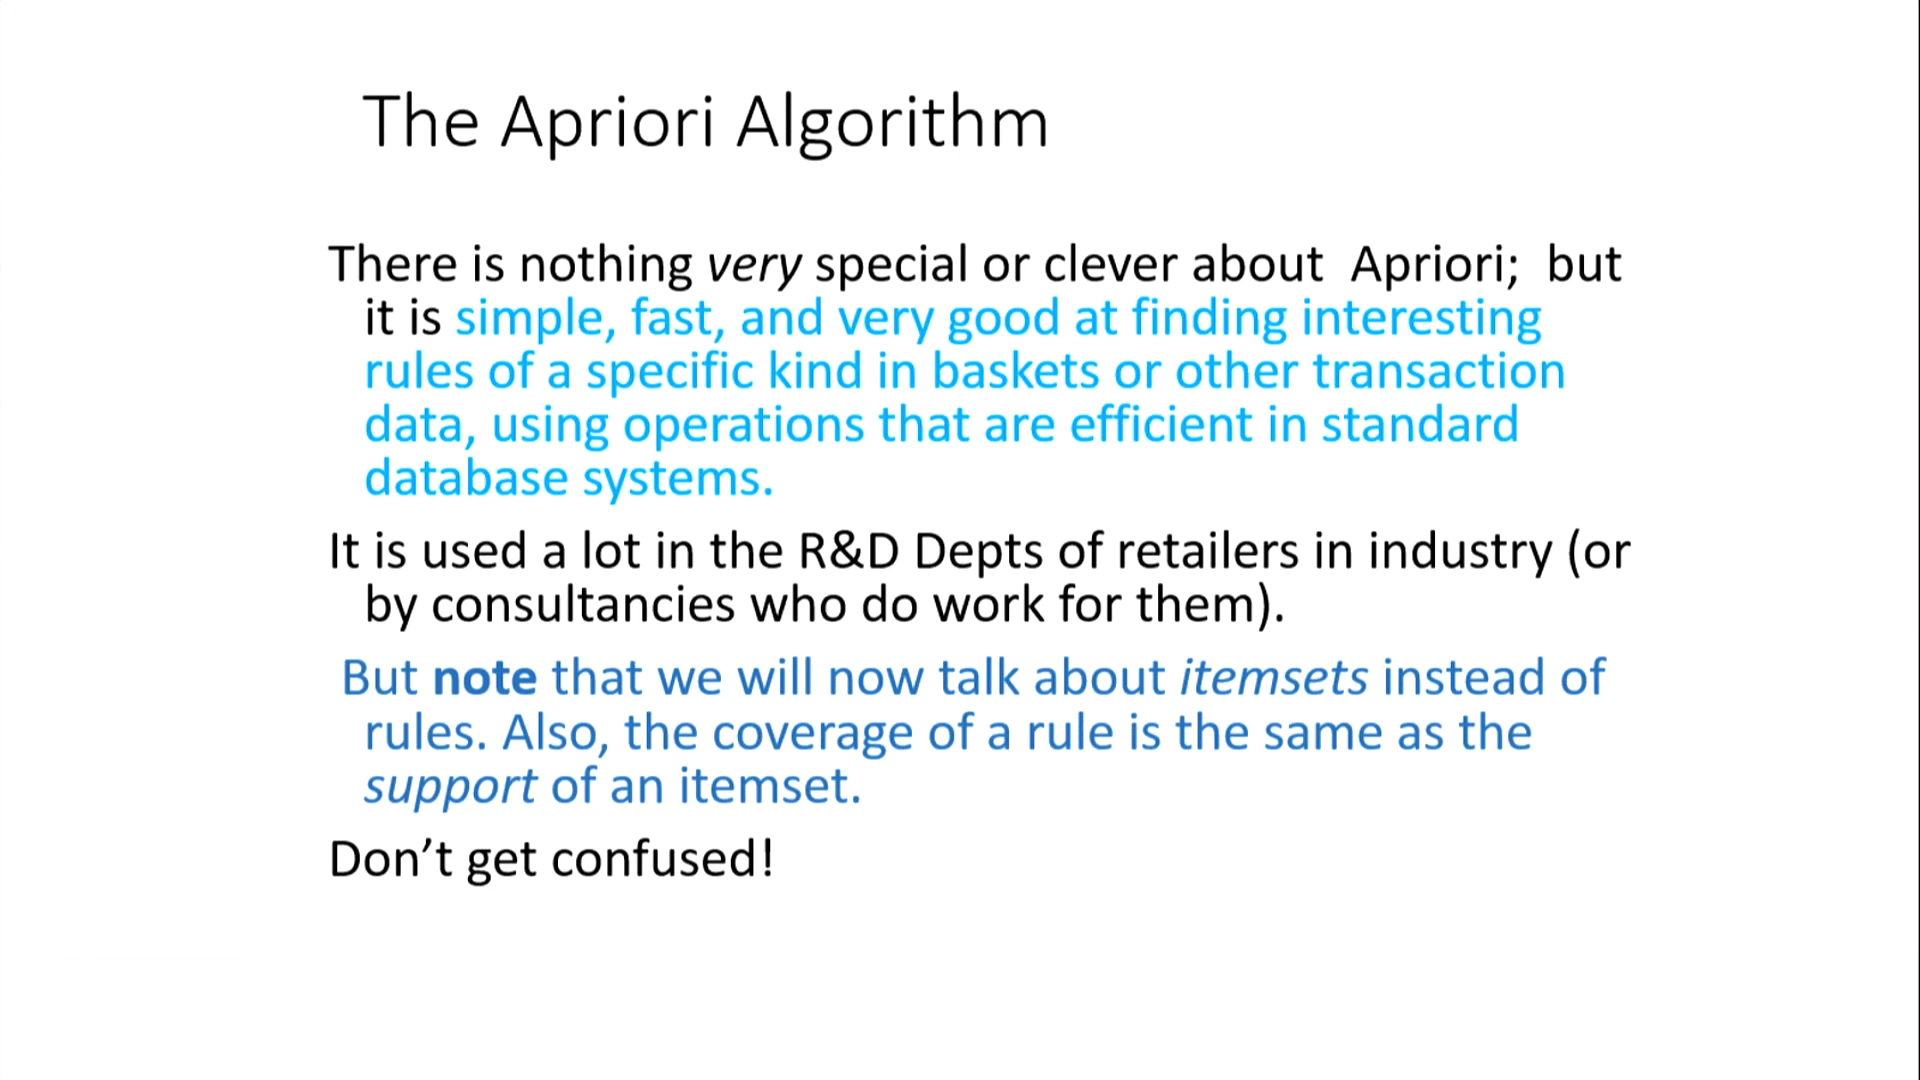 The Apriori Algorithm
There is nothing very special or clever about  Apriori;  but
it is simple, fast, and very good at finding interesting
rules of a specific kind in baskets or other transaction
data, using operations that are efficient in standard
database systems.
It is used a lot in the R&D Depts of retailers in industry (or
by consultancies who do work for them).
But note that we will now talk about itemsets instead of
rules. Also, the coverage of a rule is the same as the
support of an itemset.
Don’t get confused!